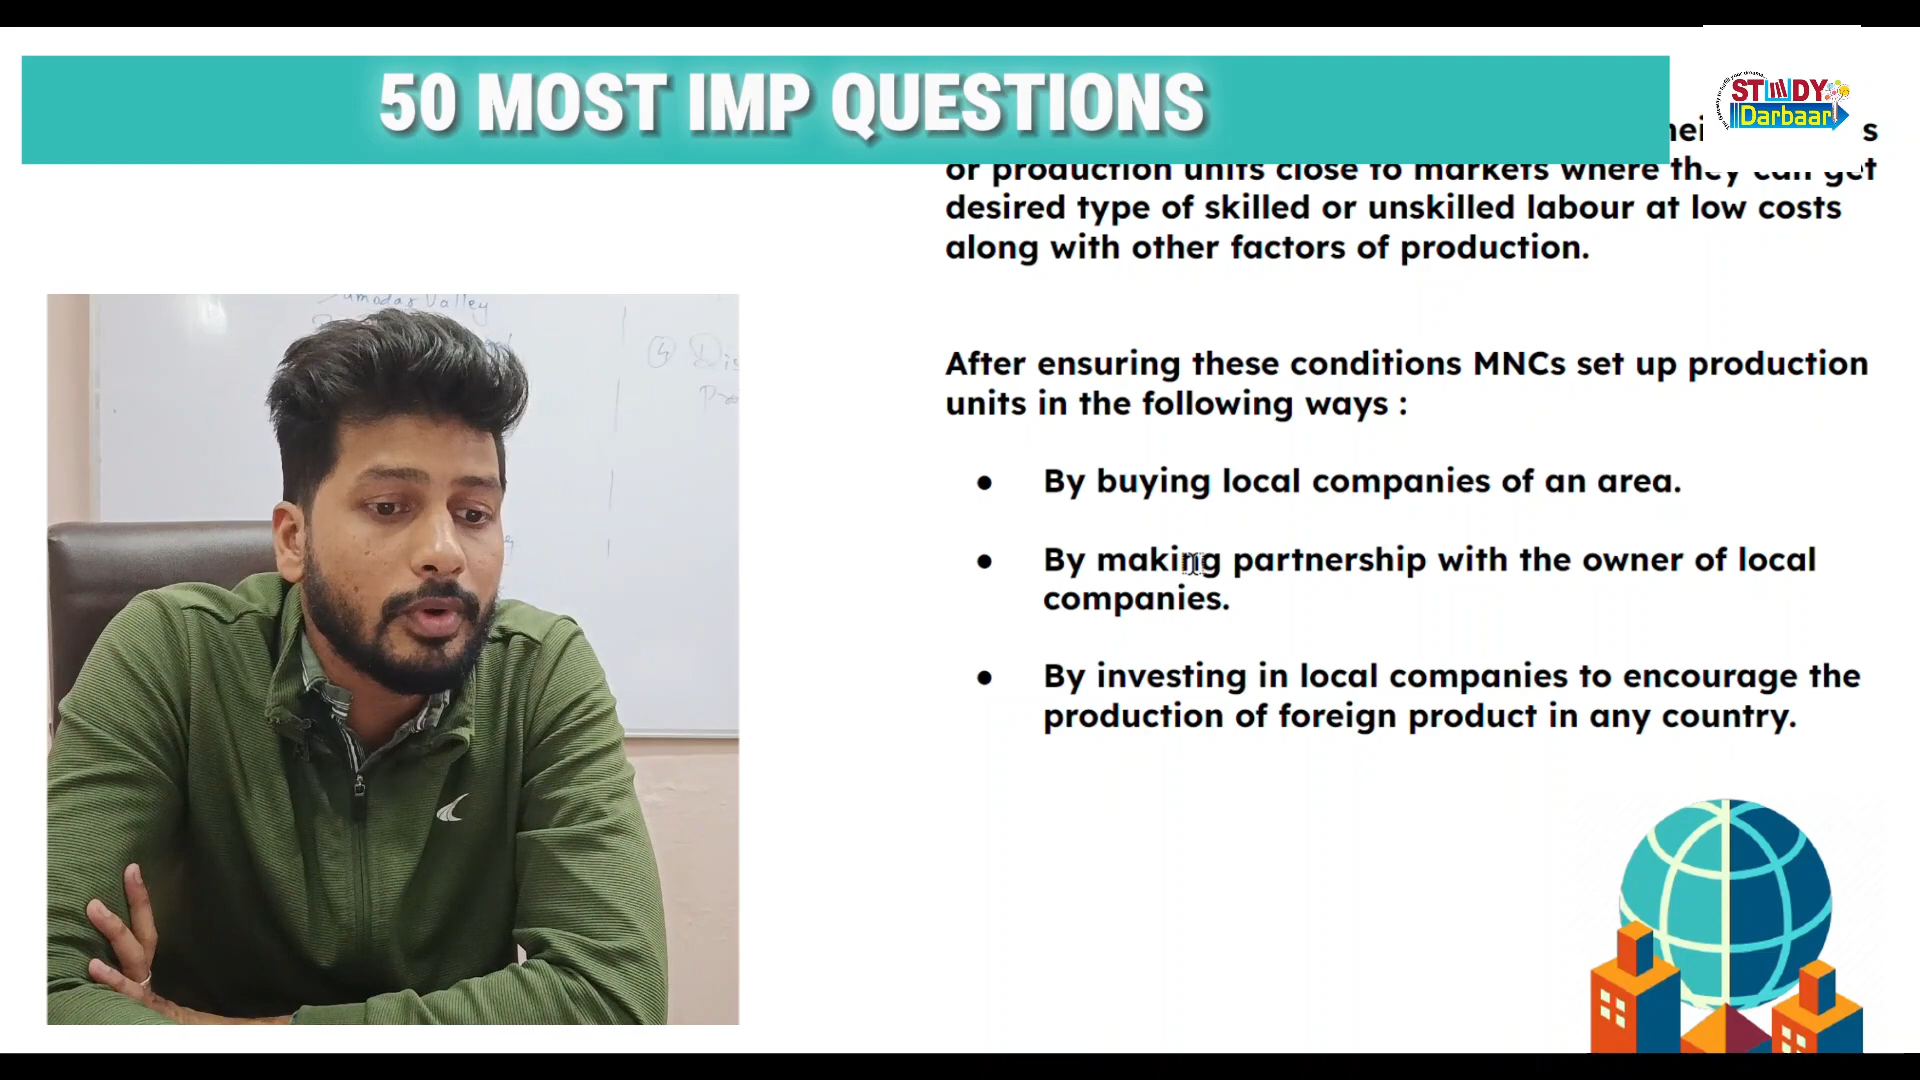 50 MOST IMP QUESTIONS
STUDY
Darbaar
or production units close to markets where they can get
desired type of skilled or unskilled labour at low costs
along with other factors of production.
After ensuring these conditions MNCs set up production
units in the following ways :
● By buying local companies of an area.
● By making partnership with the owner of local
companies.
● By investing in local companies to encourage the
production of foreign product in any country.
Valley